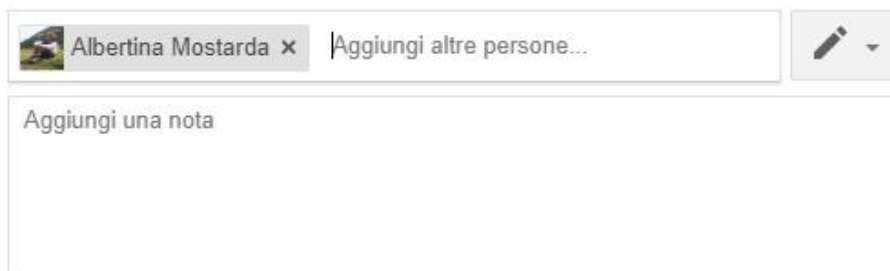 Albertina Mostarda × Aggiungi altre persone...
Aggiungi una nota